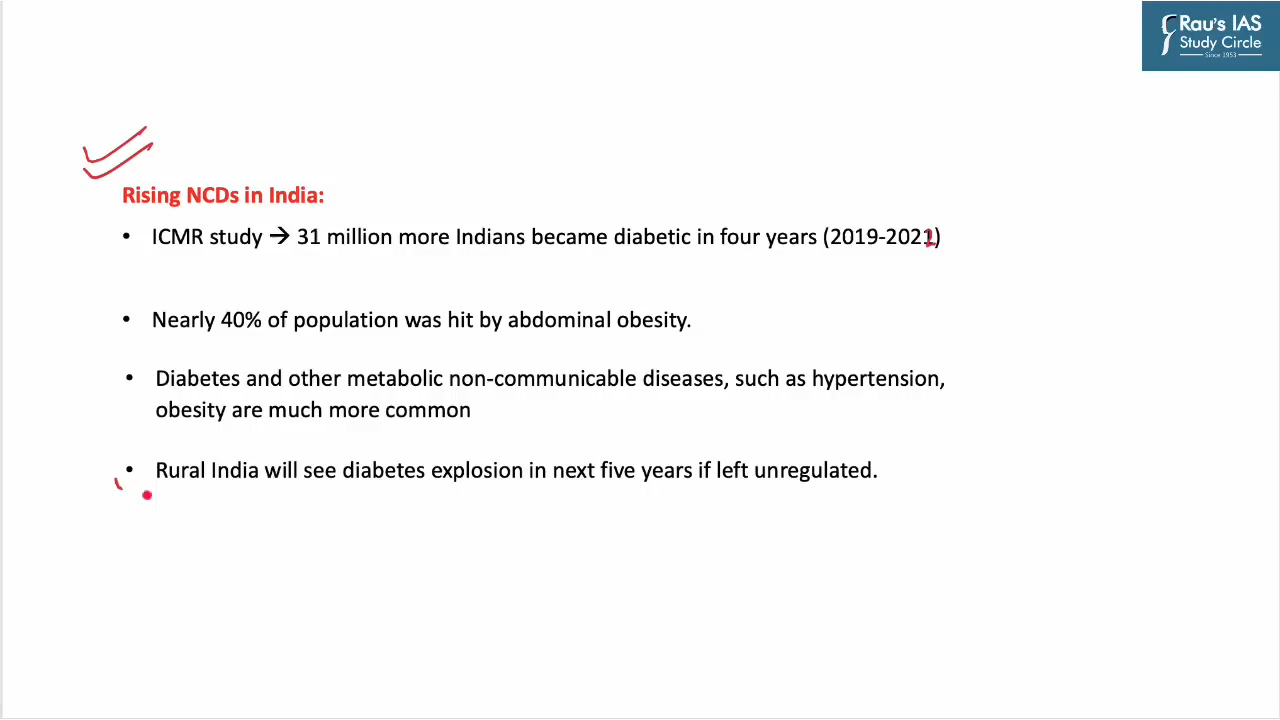 Rau's IAS
Study Circle
Since 1953
Rising NCDs in India:
• ICMR study → 31 million more Indians became diabetic in four years (2019-2021)
• Nearly 40% of population was hit by abdominal obesity.
• Diabetes and other metabolic non-communicable diseases, such as hypertension,
obesity are much more common
• Rural India will see diabetes explosion in next five years if left unregulated.